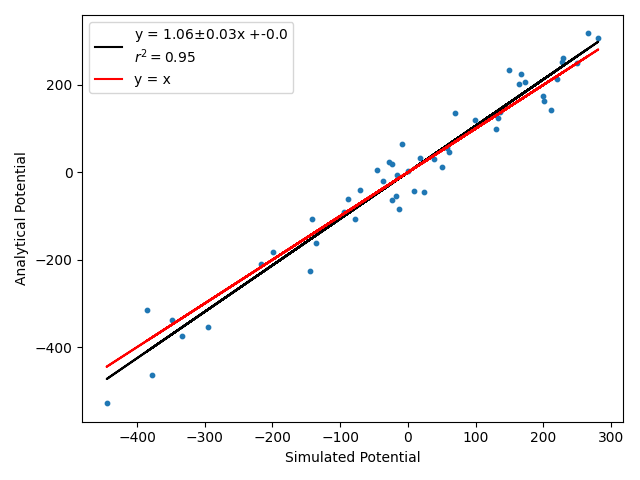 y = 1.06±0.03x +-0.0
r² = 0.95
y = x
200
0
−200
−400
Analytical Potential
−400 −300 −200 −100 0 100 200 300
Simulated Potential